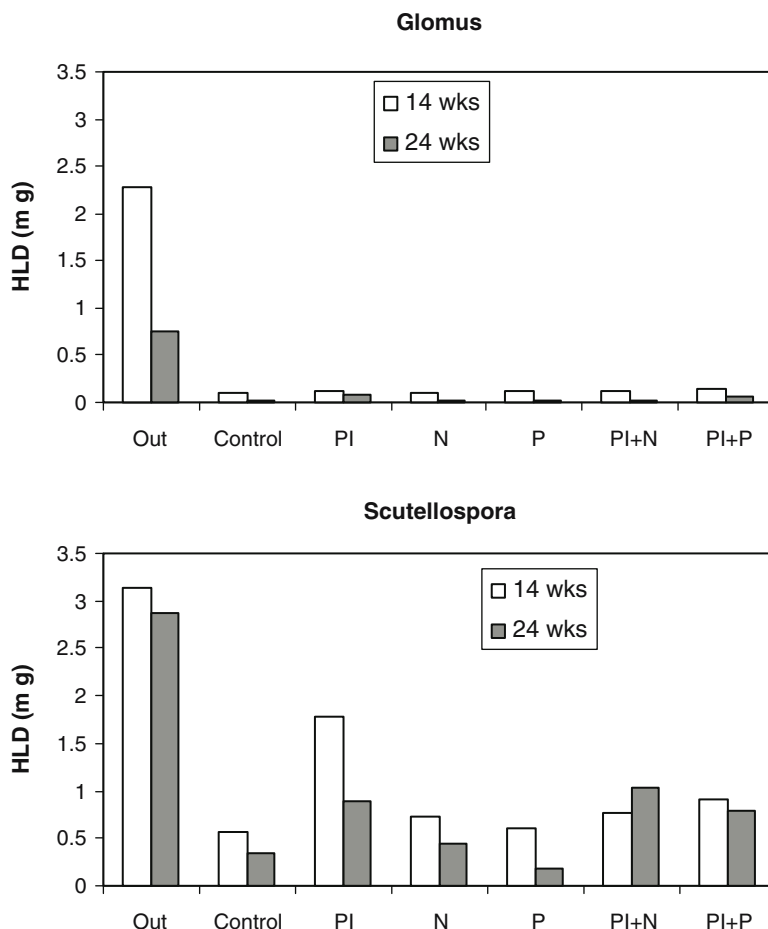 Glomus
3.5
3
2.5
2
1.5
1
0.5
0
HLD (m g)
14 wks
24 wks
Out Control PI N P PI+N PI+P
Scutellospora
3.5
3
2.5
2
1.5
1
0.5
0
HLD (m g)
14 wks
24 wks
Out Control PI N P PI+N PI+P